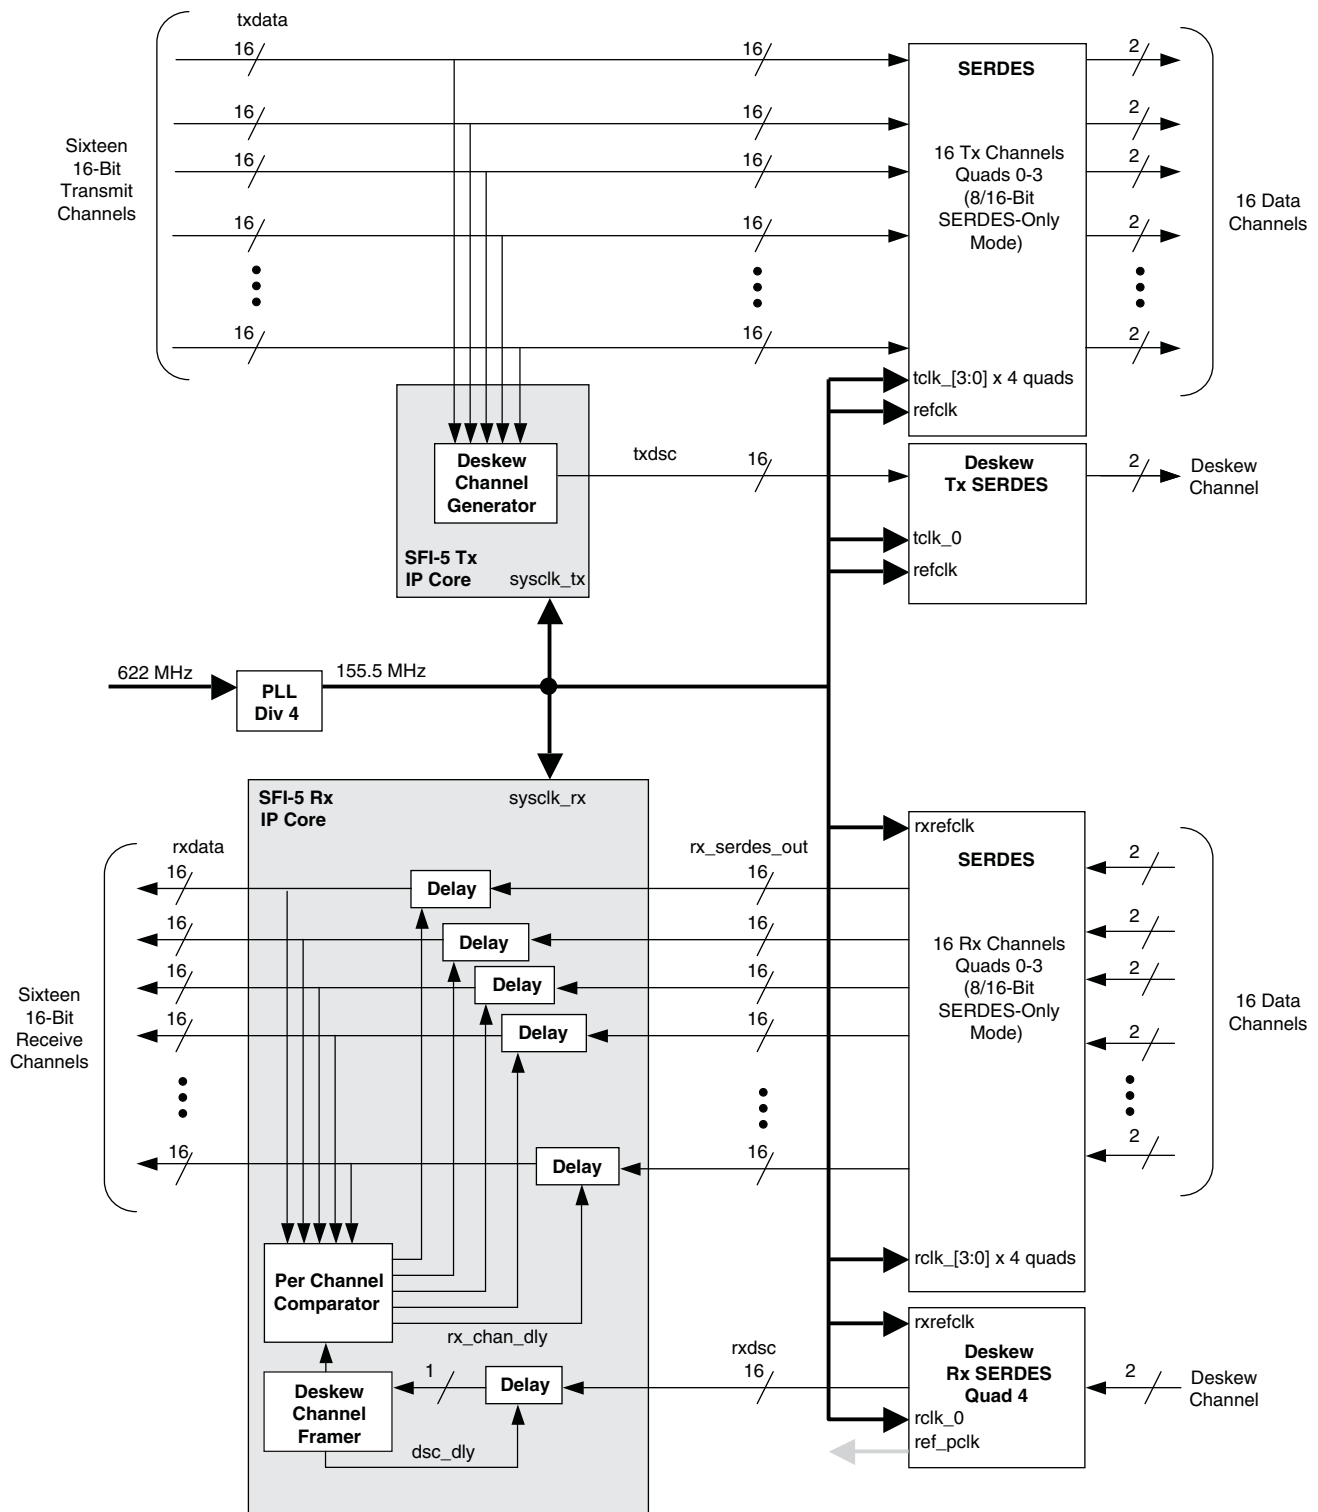 txdata
16
16
2
SERDES
16
16
2
Sixteen
16-Bit
Transmit
Channels
16
16
2
16 Tx Channels
Quads 0-3
(8/16-Bit
SERDES-Only
Mode)
16 Data
Channels
16
16
2
16
16
2
tclk_[3:0] x 4 quads
refclk
Deskew
Channel
Generator
txdsc
16
Deskew
Tx SERDES
2
Deskew
Channel
tclk_0
refclk
SFI-5 Tx
IP Core
sysclk_tx
622 MHz
PLL
Div 4
155.5 MHz
SFI-5 Rx
IP Core
sysclk_rx
rxrefclk
rxdata
rx_serdes_out
SERDES
16
Delay
16
2
16
Delay
16
2
16 Rx Channels
Quads 0-3
(8/16-Bit
SERDES-Only
Mode)
16
Delay
16
2
Sixteen
16-Bit
Receive
Channels
16 Data
Channels
16
Delay
16
2
16
Delay
16
2
Per Channel
Comparator
rclk_[3:0] x 4 quads
rx_chan_dly
rxrefclk
rxdsc
16
Deskew
Rx SERDES
Quad 4
2
Deskew
Channel
1
Delay
Deskew
Channel
Framer
dsc_dly
rclk_0
ref_pclk